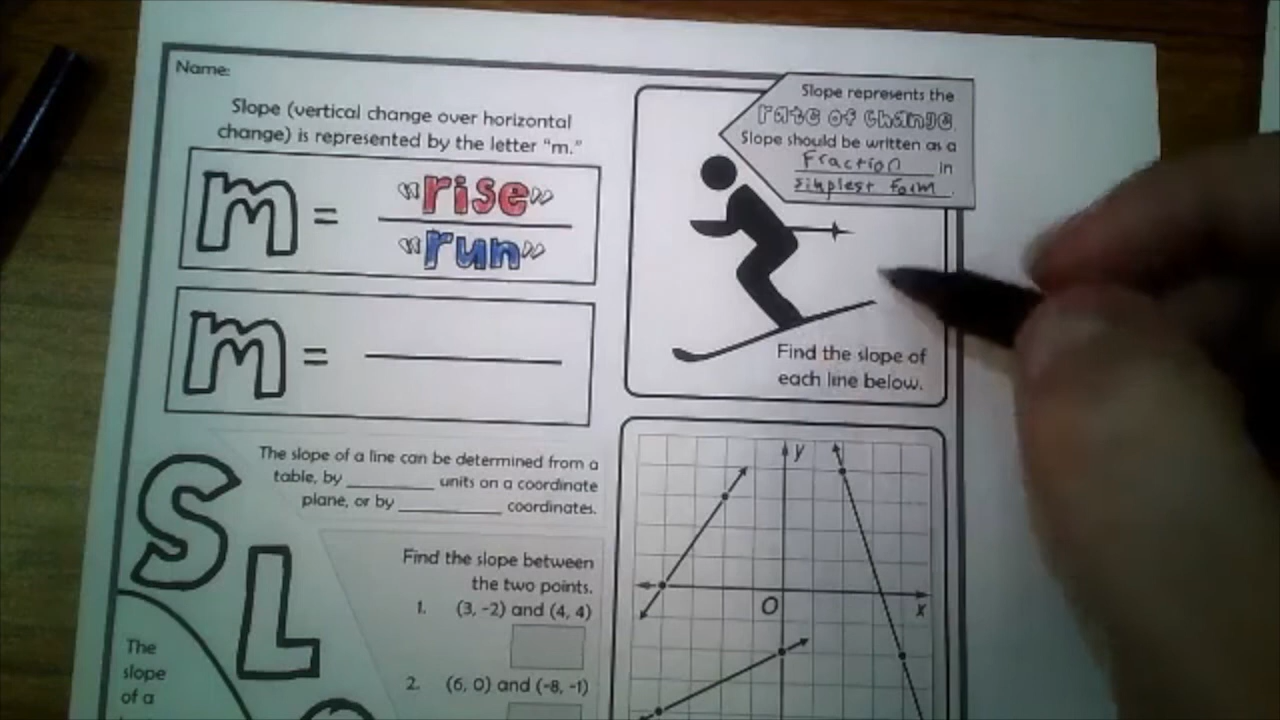 Name:
Slope (vertical change over horizontal
change) is represented by the letter "m."
m = "rise"
"run"
m =
Slope represents the
rate of change.
Slope should be written as a
Fraction in
simplest form.
Find the slope of
each line below.
The slope of a line can be determined from a
table, by ________ units on a coordinate
plane, or by __________ coordinates.
S
L
Find the slope between
the two points.
1. (3, -2) and (4, 4)
2. (6, 0) and (-8, -1)
The
slope
of a
y
O
x